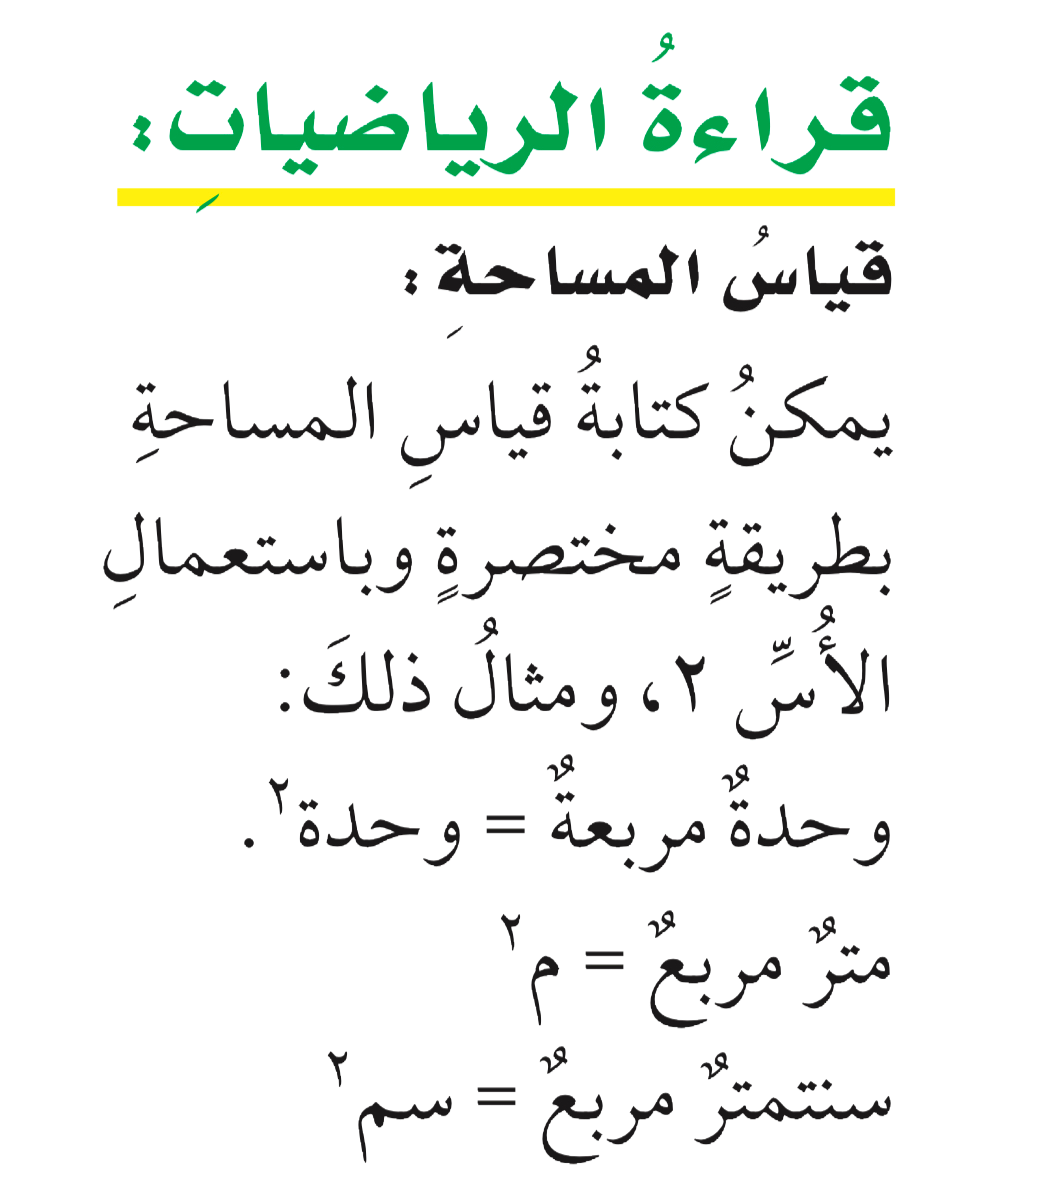 قراءةُ الرياضياتِ:
قياسُ المساحةِ:
يمكنُ كتابةُ قياسِ المساحةِ
بطريقةٍ مختصرةٍ وباستعمالِ
الأُسِّ ٢، ومثالُ ذلكَ:
وحدةٌ مربعةٌ = وحدة٢.
مترٌ مربعٌ = م٢
سنتمترٌ مربعٌ = سم٢